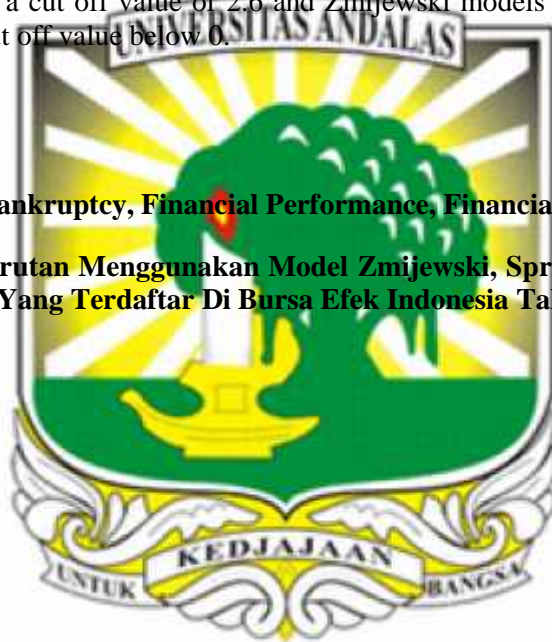 a cut off value of 2.6 and Zmijewski models
ut off value below 0.
UNIVERSITAS ANDALAS
ankruptcy, Financial Performance, Financia
rutan Menggunakan Model Zmijewski, Spr
Yang Terdaftar Di Bursa Efek Indonesia Ta
KEDJAJAAN
UNTUK BANGSA